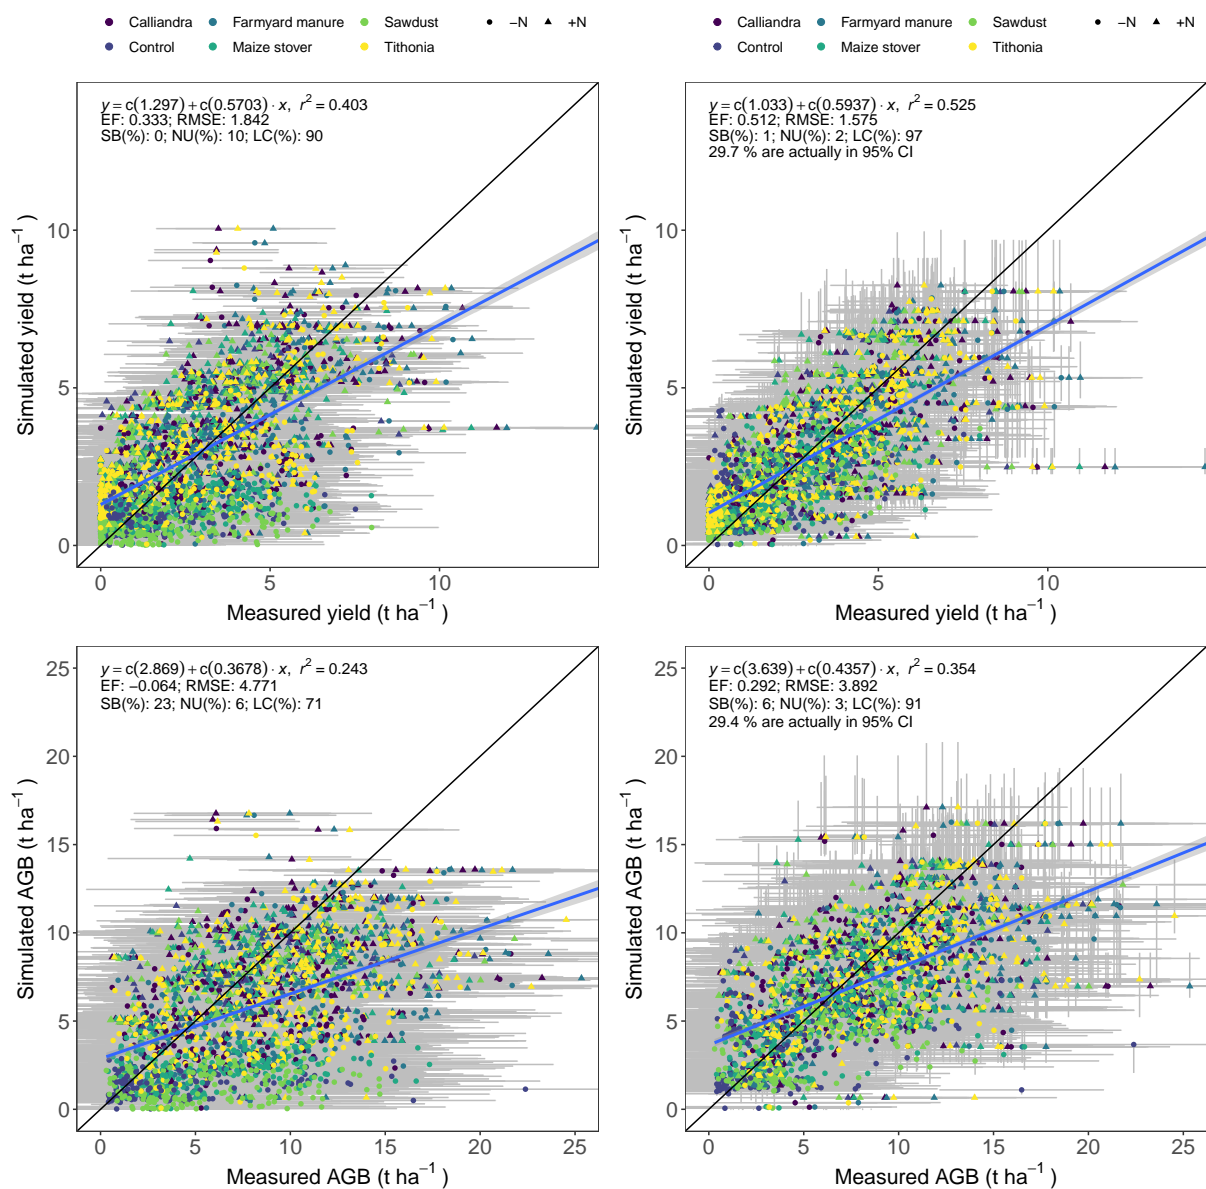 Calliandra Farmyard manure Sawdust −N +N
Control Maize stover Tithonia
Calliandra Farmyard manure Sawdust −N +N
Control Maize stover Tithonia
y = c(1.297) + c(0.5703) · x, r² = 0.403
EF: 0.333; RMSE: 1.842
SB(%): 0; NU(%): 10; LC(%): 90
10
5
0
Simulated yield (t ha⁻¹ )
0 5 10
Measured yield (t ha⁻¹ )
y = c(1.033) + c(0.5937) · x, r² = 0.525
EF: 0.512; RMSE: 1.575
SB(%): 1; NU(%): 2; LC(%): 97
29.7 % are actually in 95% CI
10
5
0
Simulated yield (t ha⁻¹ )
0 5 10
Measured yield (t ha⁻¹ )
y = c(2.869) + c(0.3678) · x, r² = 0.243
EF: −0.064; RMSE: 4.771
SB(%): 23; NU(%): 6; LC(%): 71
25
20
15
10
5
0
Simulated AGB (t ha⁻¹ )
0 5 10 15 20 25
Measured AGB (t ha⁻¹ )
y = c(3.639) + c(0.4357) · x, r² = 0.354
EF: 0.292; RMSE: 3.892
SB(%): 6; NU(%): 3; LC(%): 91
29.4 % are actually in 95% CI
25
20
15
10
5
0
Simulated AGB (t ha⁻¹ )
0 5 10 15 20 25
Measured AGB (t ha⁻¹ )